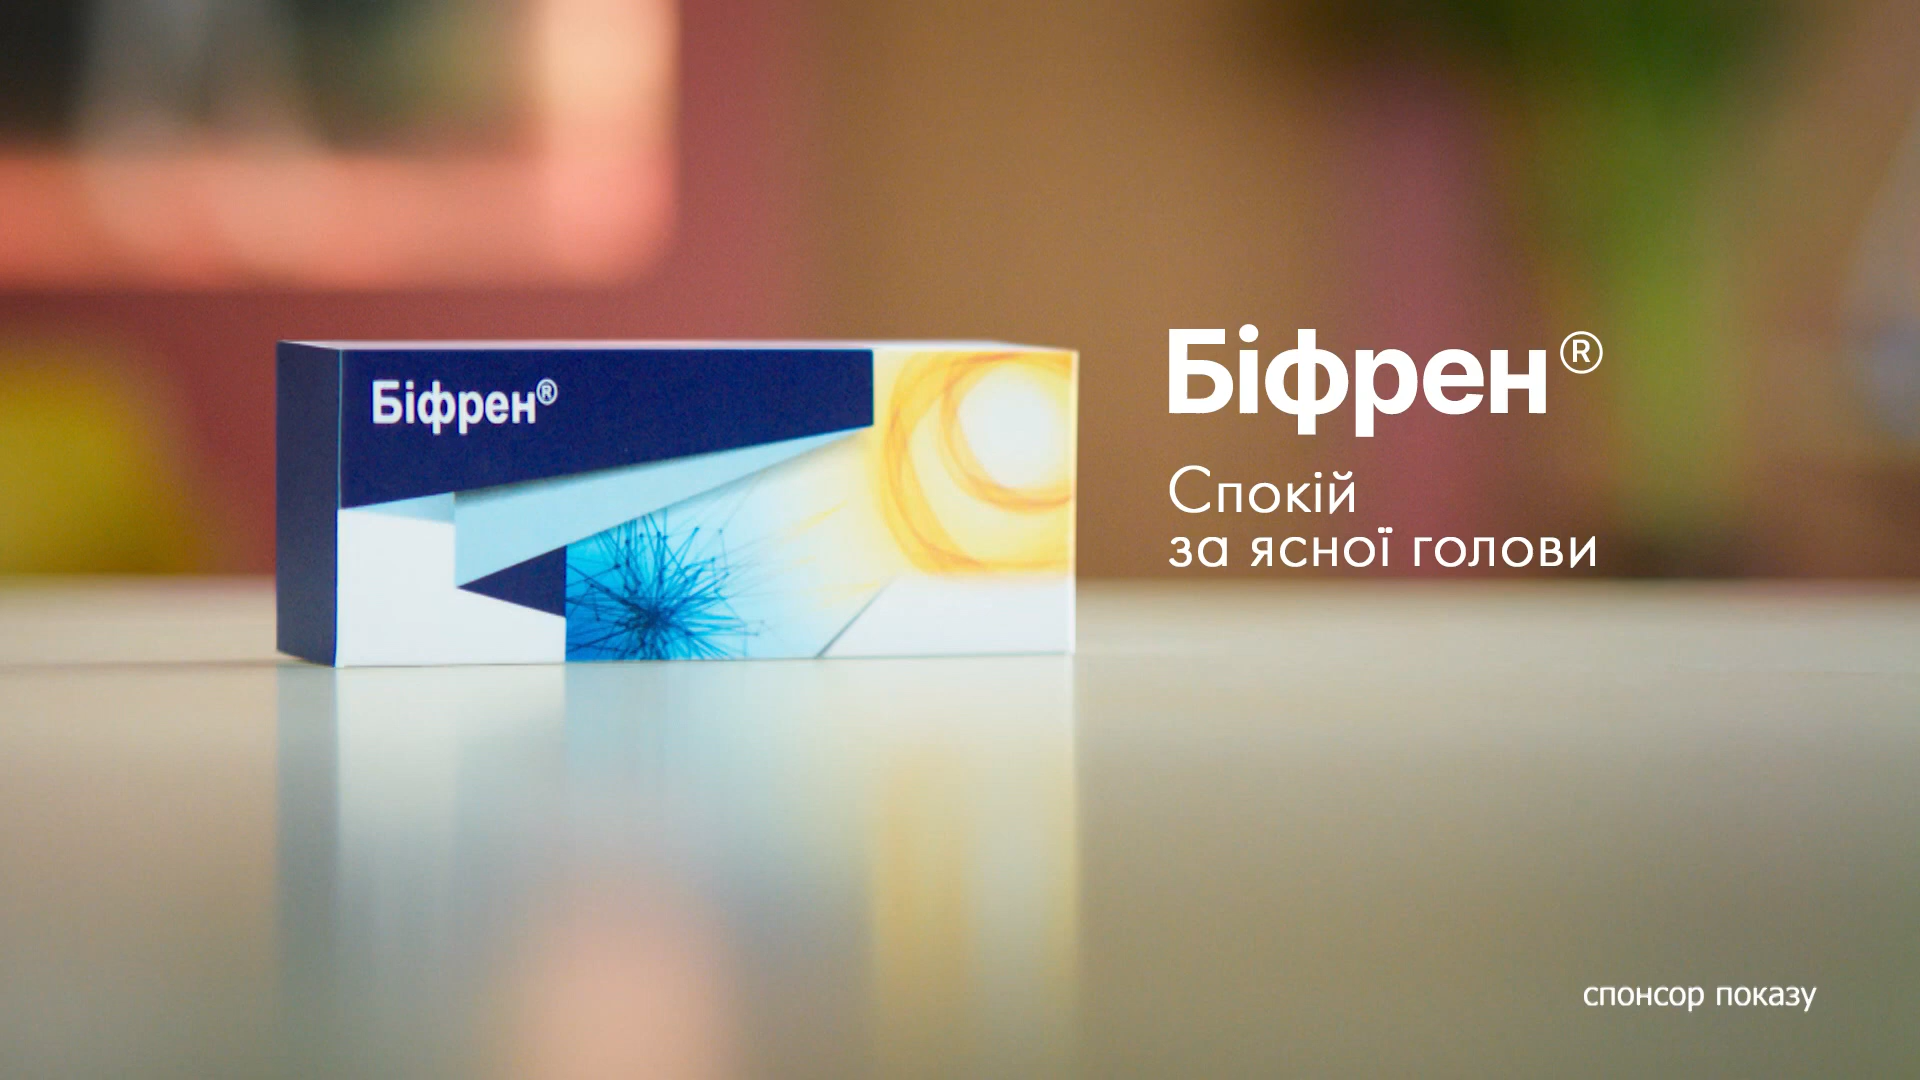 Біфрен®
Біфрен®
Спокій
за ясної голови
спонсор показу